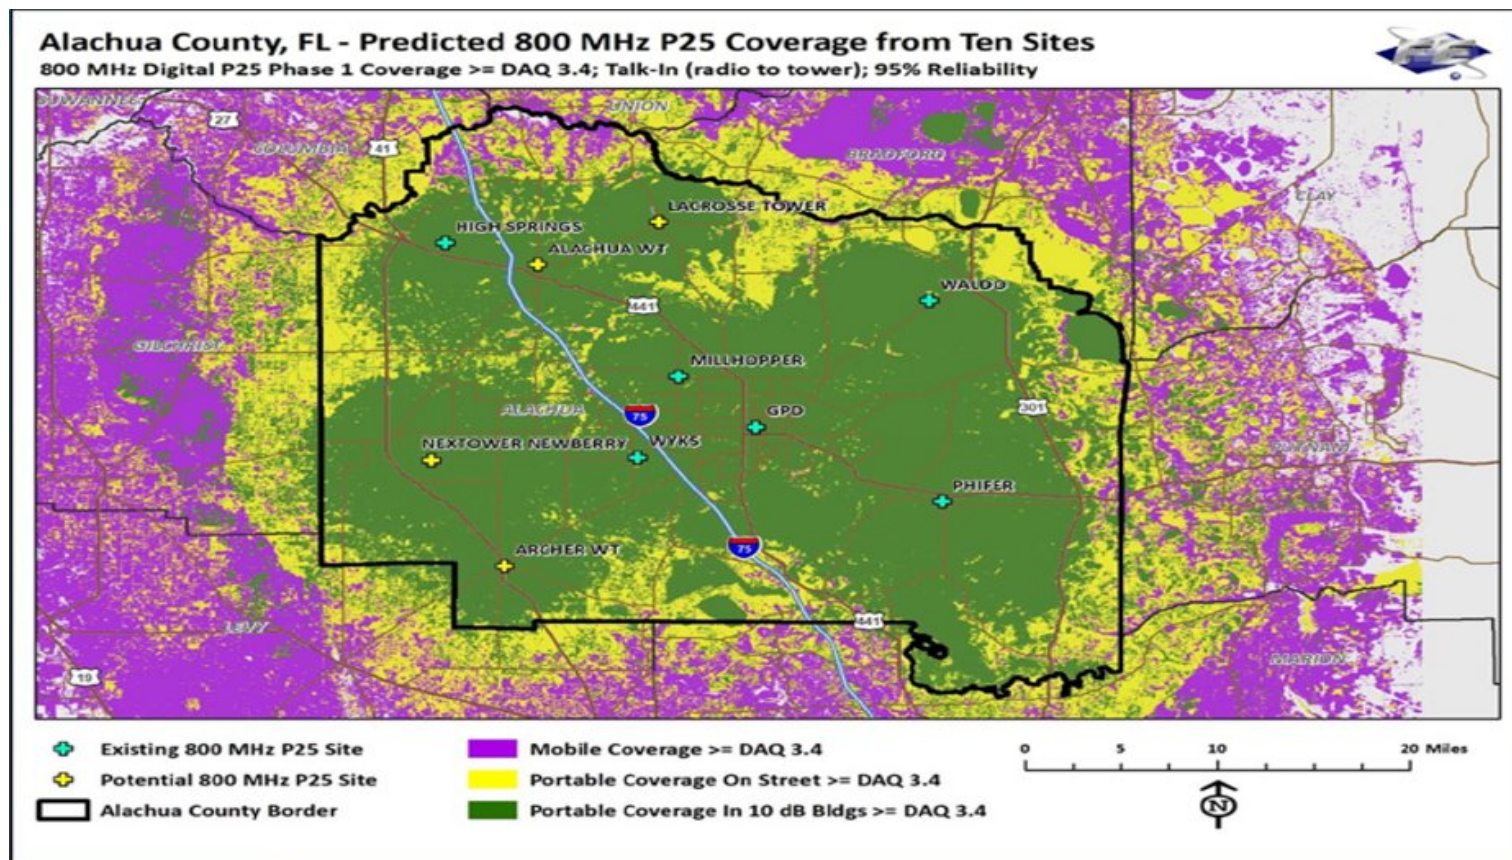 Alachua County, FL - Predicted 800 MHz P25 Coverage from Ten Sites
800 MHz Digital P25 Phase 1 Coverage >= DAQ 3.4; Talk-In (radio to tower); 95% Reliability
SUWANNEE
UNION
27
COLUMBIA
41
BRADFORD
CLAY
LACROSSE TOWER
HIGH SPRINGS
ALACHUA WT
WALDO
441
GILCHRIST
MILLHOPPER
ALACHUA
75
GPD
301
NEXTOWER NEWBERRY
WYKS
PUTNAM
PHIFER
ARCHER WT
75
LEVY
441
MARION
19
Existing 800 MHz P25 Site
Potential 800 MHz P25 Site
Alachua County Border
Mobile Coverage >= DAQ 3.4
Portable Coverage On Street >= DAQ 3.4
Portable Coverage In 10 dB Bldgs >= DAQ 3.4
0 5 10 20 Miles
N